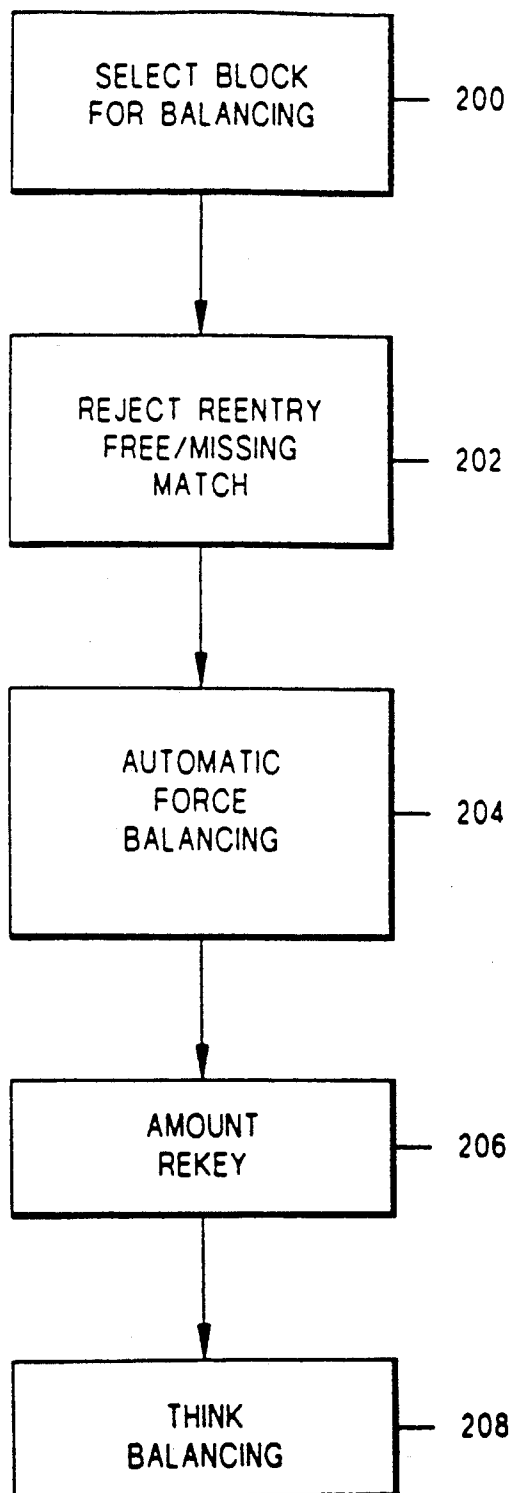 SELECT BLOCK
FOR BALANCING
200
REJECT REENTRY
FREE/MISSING
MATCH
202
AUTOMATIC
FORCE
BALANCING
204
AMOUNT
REKEY
206
THINK
BALANCING
208